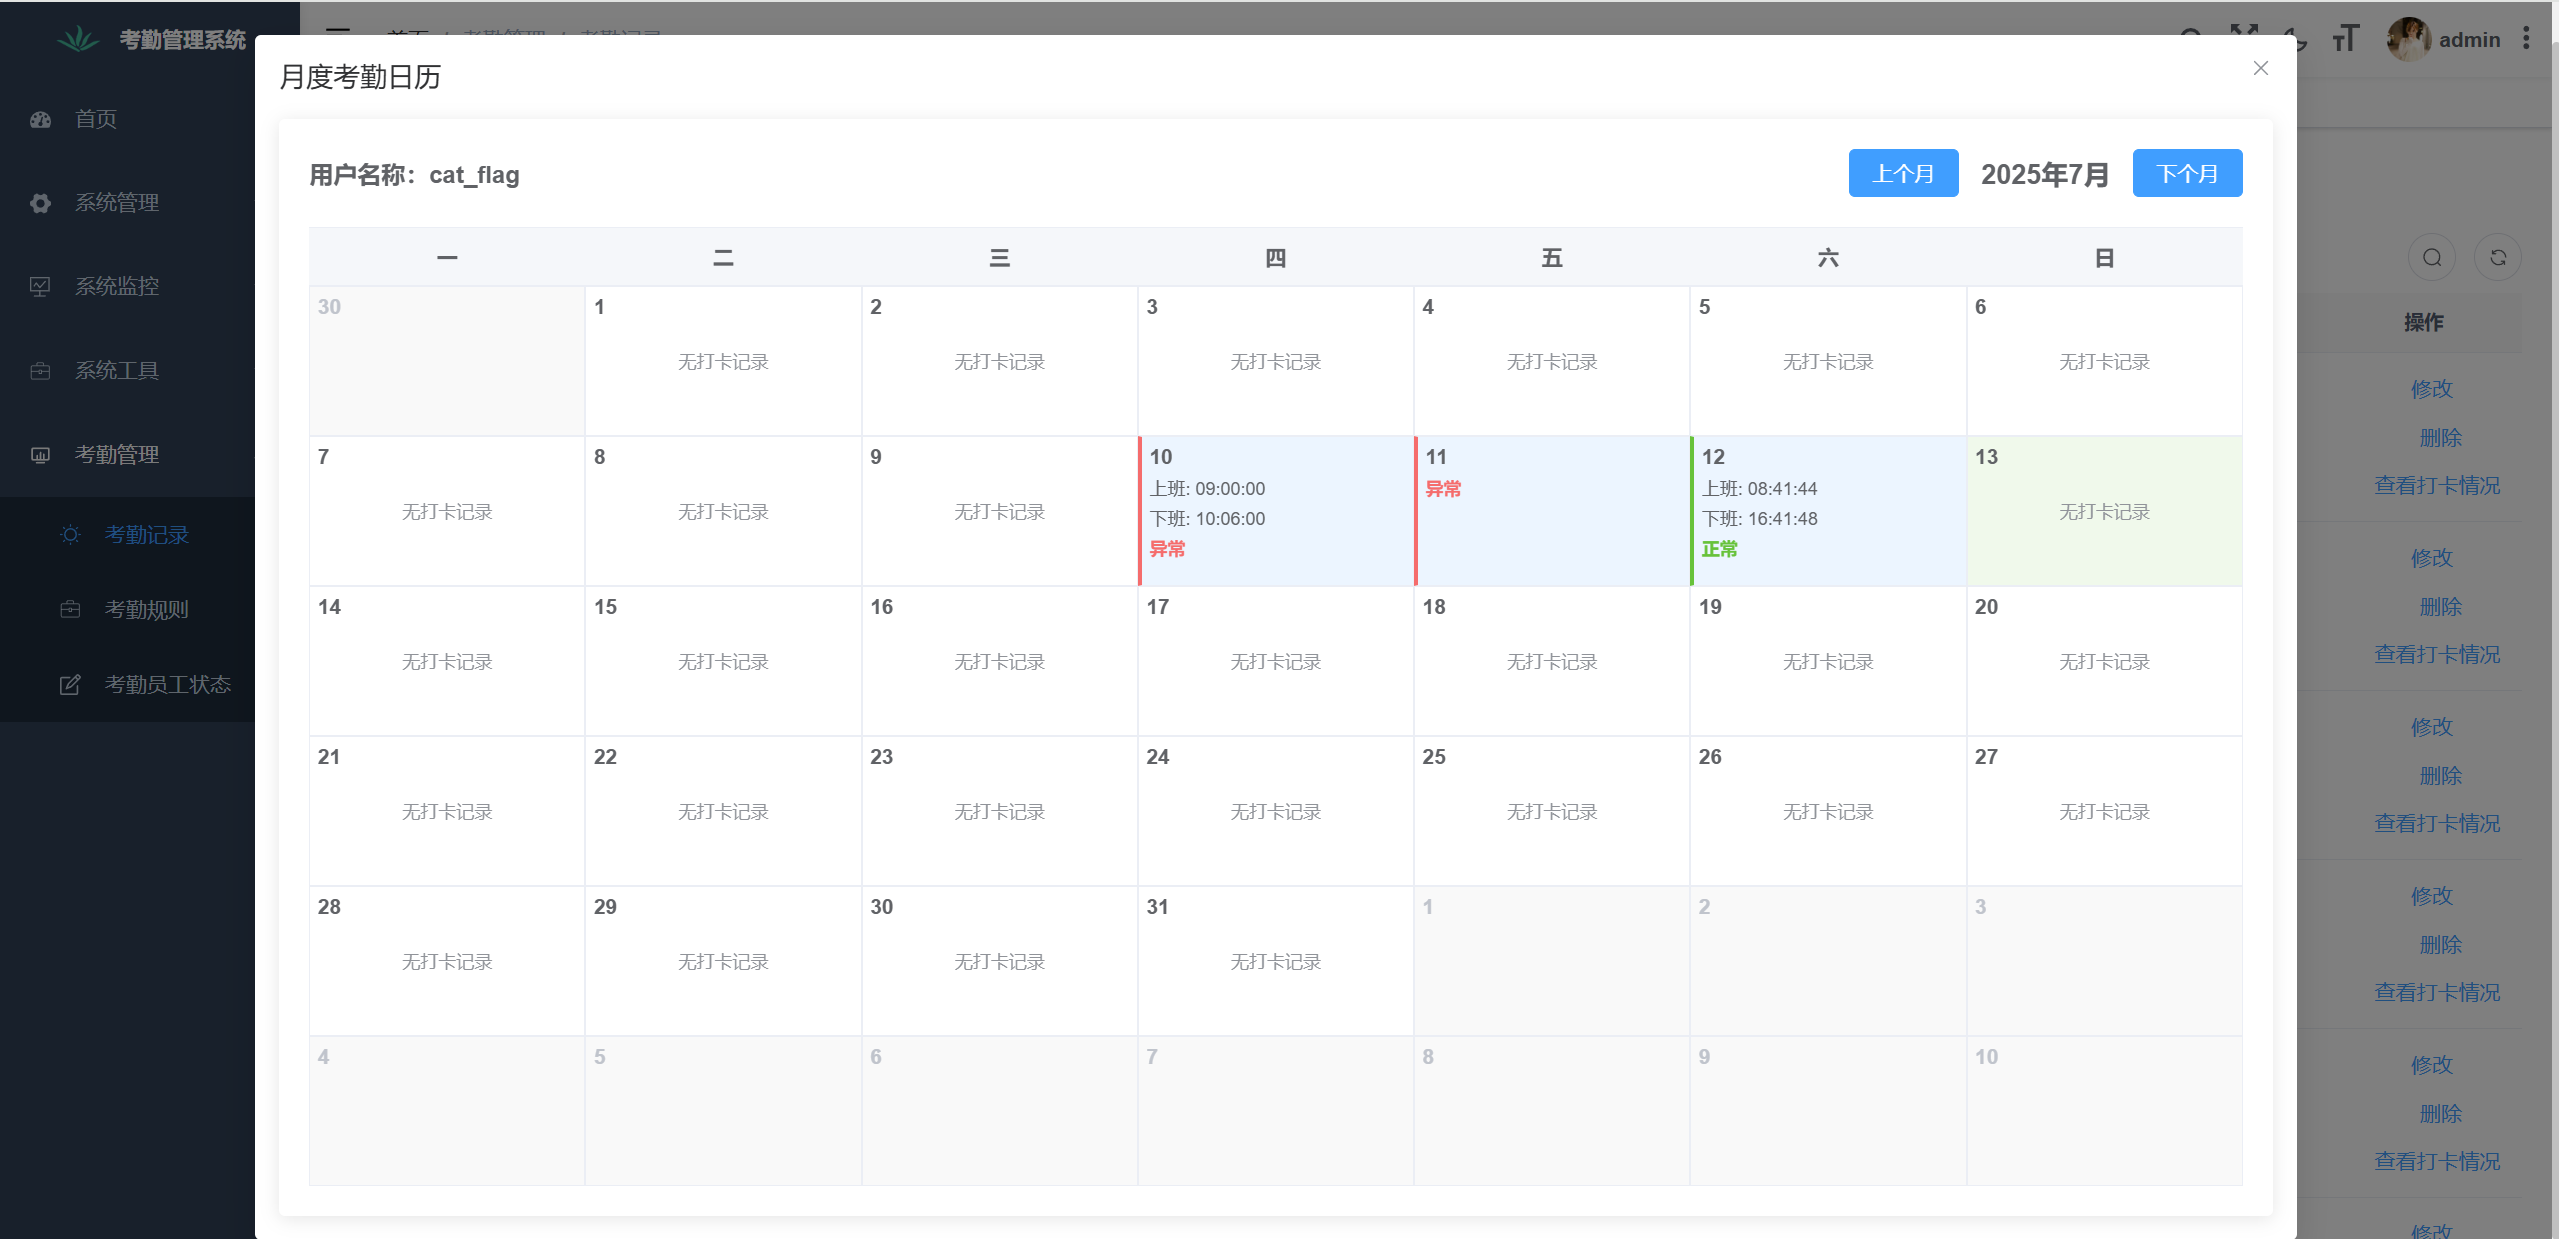 考勤管理系统
首页
系统管理
系统监控
系统工具
考勤管理
考勤记录
考勤规则
考勤员工状态
首页 / 考勤管理 / 考勤记录
admin
月度考勤日历
用户名称：cat_flag
上个月
2025年7月
下个月
一 二 三 四 五 六 日
30 1 2 3 4 5 6
无打卡记录 无打卡记录 无打卡记录 无打卡记录 无打卡记录 无打卡记录
7 8 9 10 11 12 13
上班: 09:00:00 异常 上班: 08:41:44
无打卡记录 无打卡记录 无打卡记录 下班: 10:06:00 下班: 16:41:48 无打卡记录
异常 正常
14 15 16 17 18 19 20
无打卡记录 无打卡记录 无打卡记录 无打卡记录 无打卡记录 无打卡记录 无打卡记录
21 22 23 24 25 26 27
无打卡记录 无打卡记录 无打卡记录 无打卡记录 无打卡记录 无打卡记录 无打卡记录
28 29 30 31 1 2 3
无打卡记录 无打卡记录 无打卡记录 无打卡记录
4 5 6 7 8 9 10
操作
修改
删除
查看打卡情况
修改
删除
查看打卡情况
修改
删除
查看打卡情况
修改
删除
查看打卡情况
修改
删除
查看打卡情况
修改